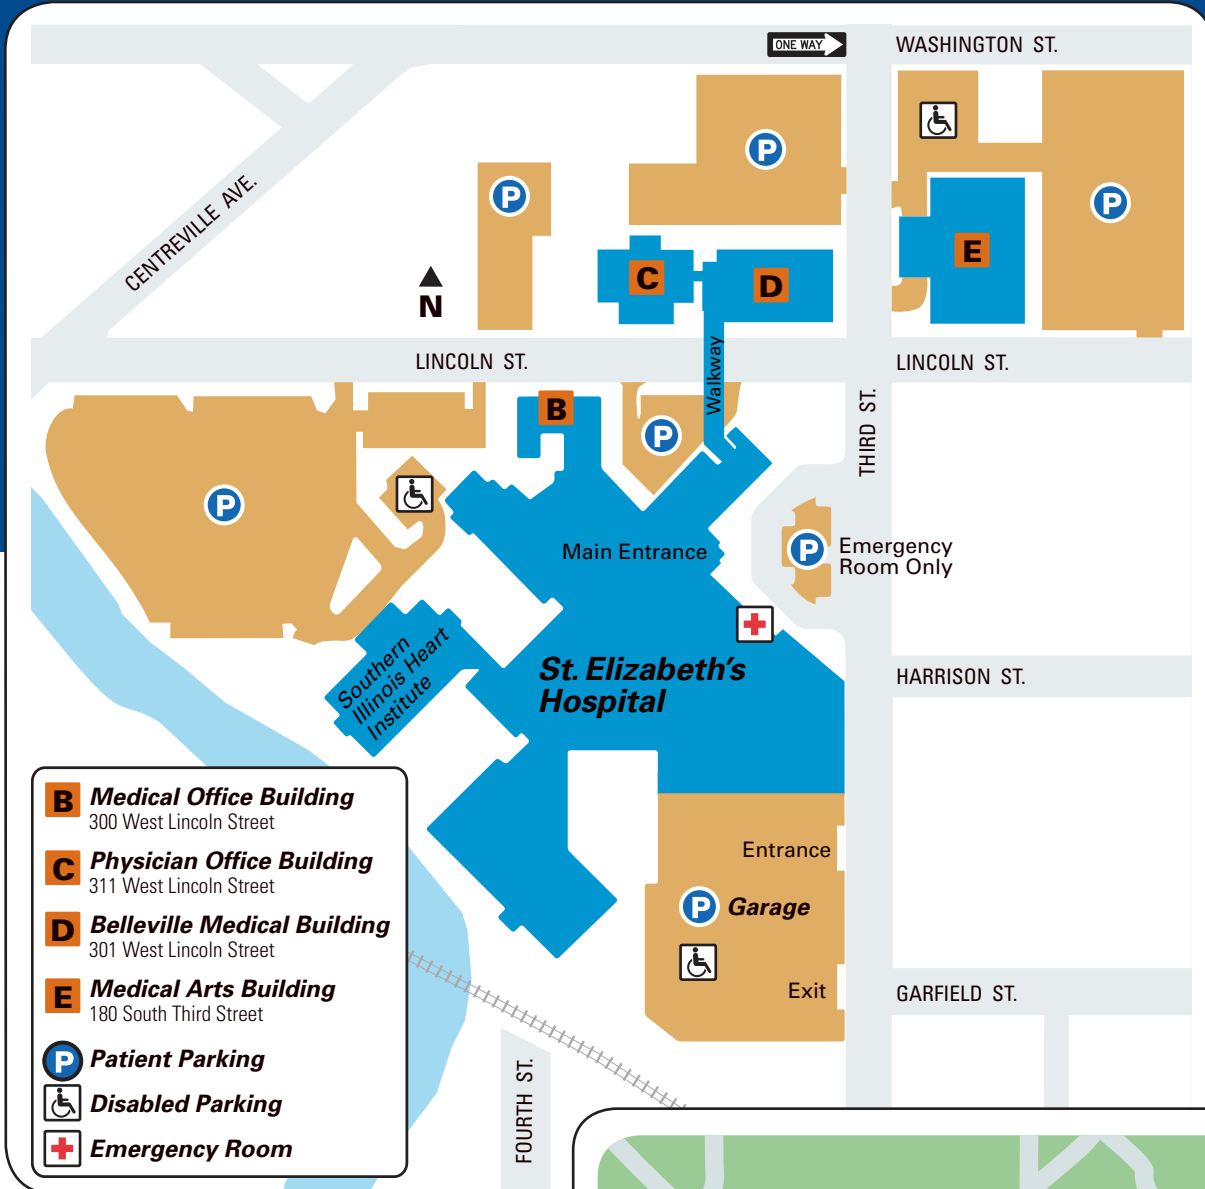 ONE WAY
WASHINGTON ST.
P
P
P
CENTREVILLE AVE.
E
C
D
N
LINCOLN ST.
LINCOLN ST.
Walkway
B
P
THIRD ST.
P
Main Entrance
P
Emergency
Room Only
Southern
Illinois Heart
Institute
St. Elizabeth's
Hospital
HARRISON ST.
B Medical Office Building
300 West Lincoln Street
C Physician Office Building
311 West Lincoln Street
D Belleville Medical Building
301 West Lincoln Street
E Medical Arts Building
180 South Third Street
P Patient Parking
Disabled Parking
Emergency Room
Entrance
P Garage
Exit
GARFIELD ST.
FOURTH ST.